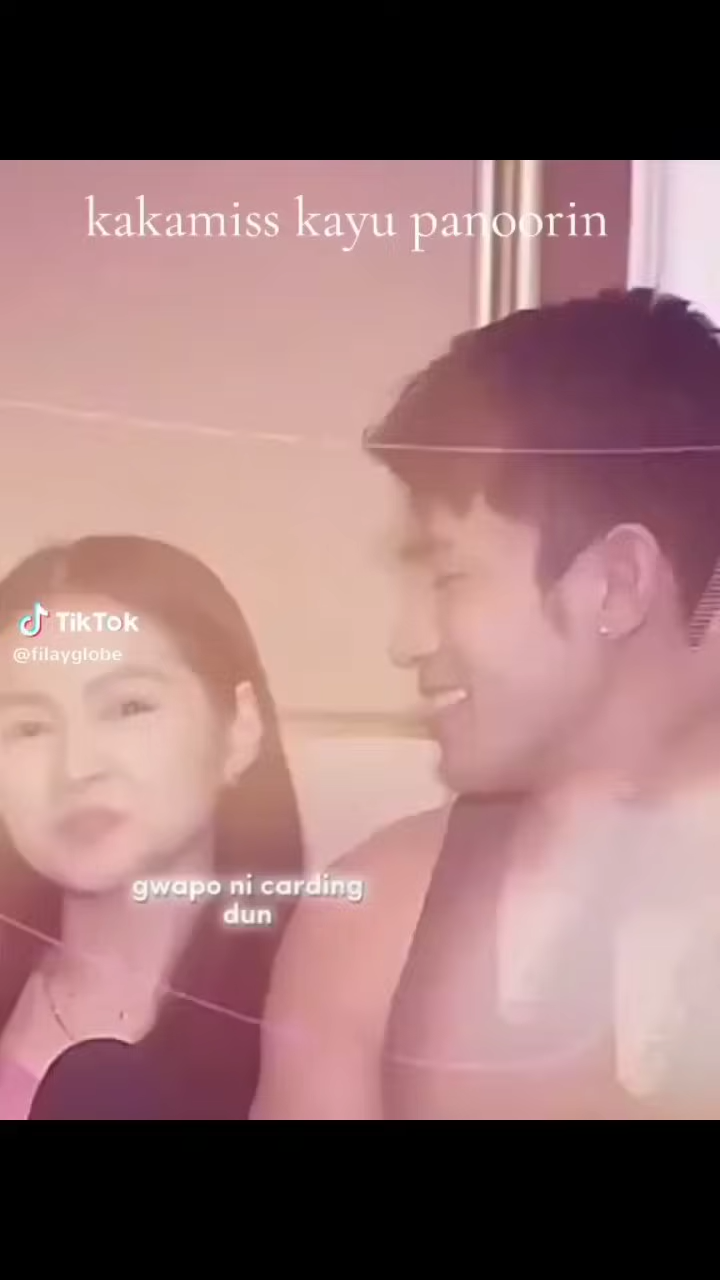 kakamiss kayu panoorin
TikTok
@filayglobe
gwapo ni carding
dun